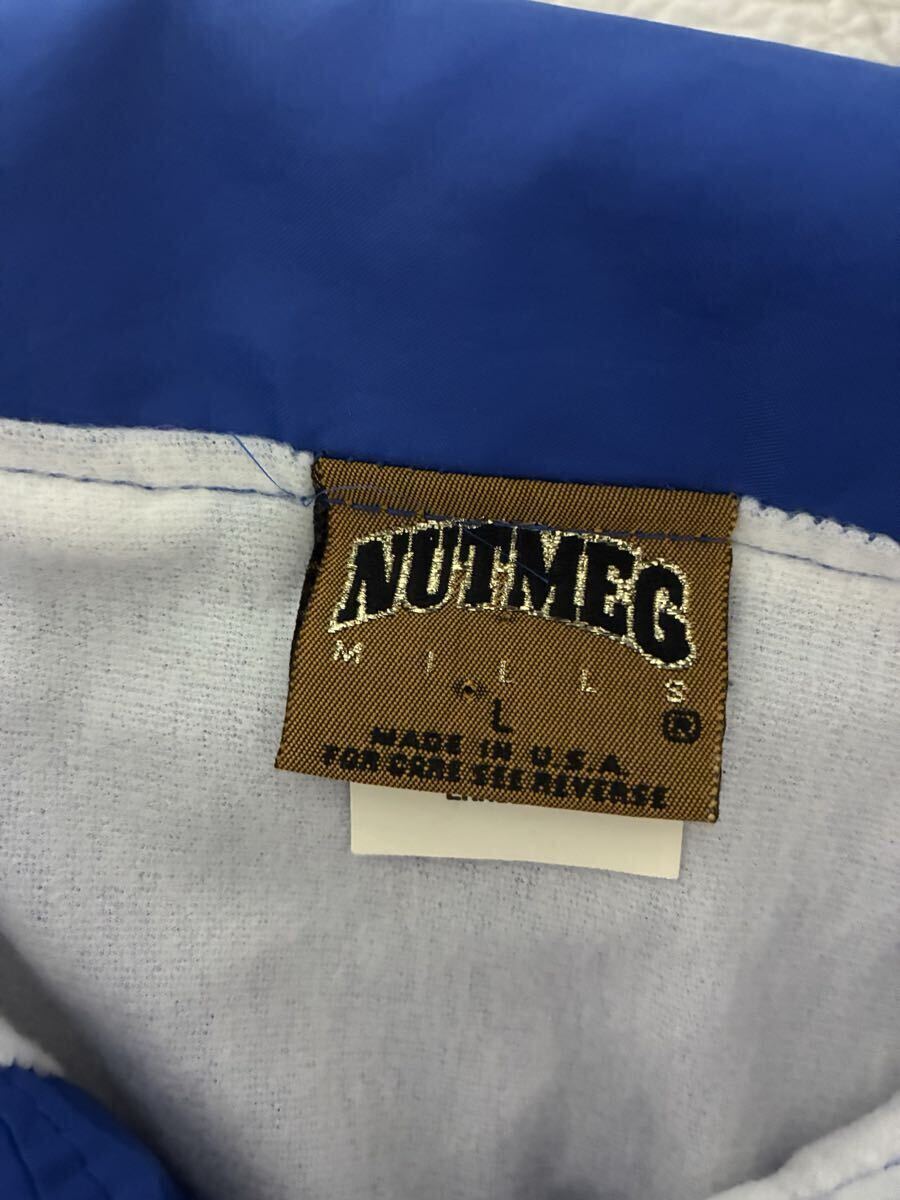 NUTMEG
MILLS
L
®
MADE IN U.S.A.
FOR CARE SEE REVERSE